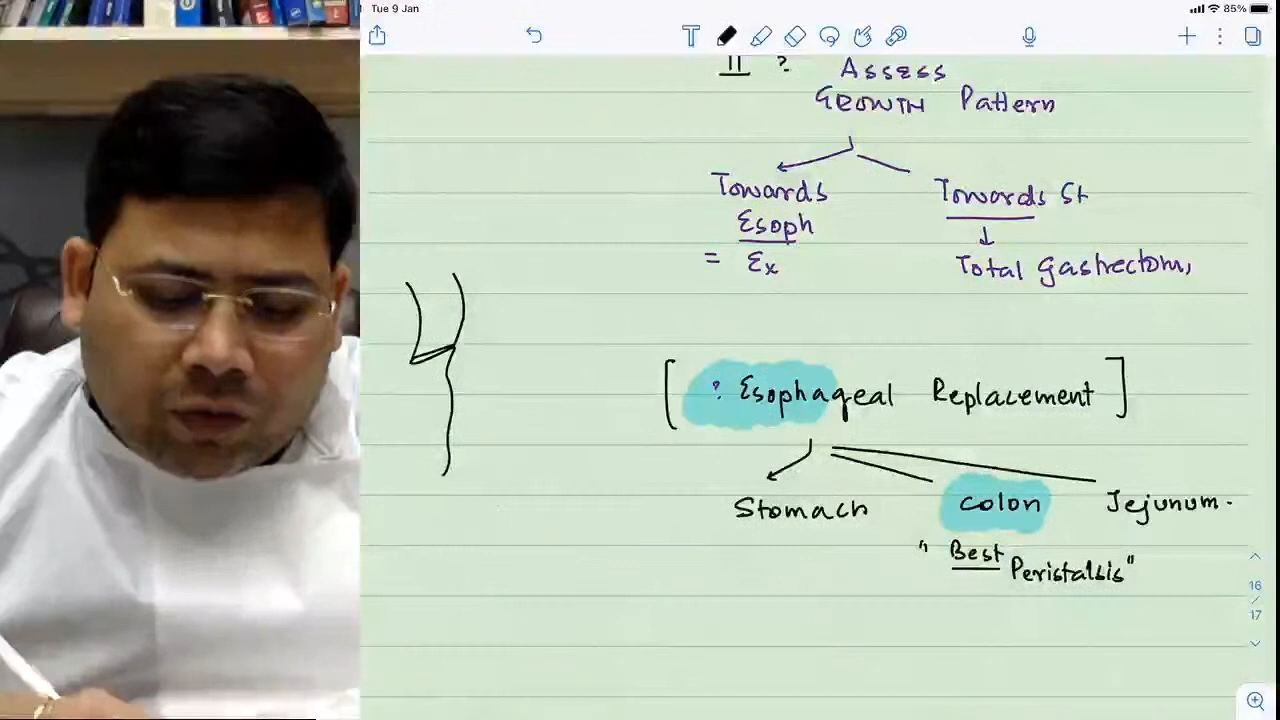 Tue 9 Jan
85%
T
II ? Assess
GROWTH Pattern
Towards
Esoph
= Ex
Towards St
Total Gastrectom,
[ ? Esophageal Replacement ]
Stomach
Colon
Jejunum.
" Best Peristalsis"
16
17